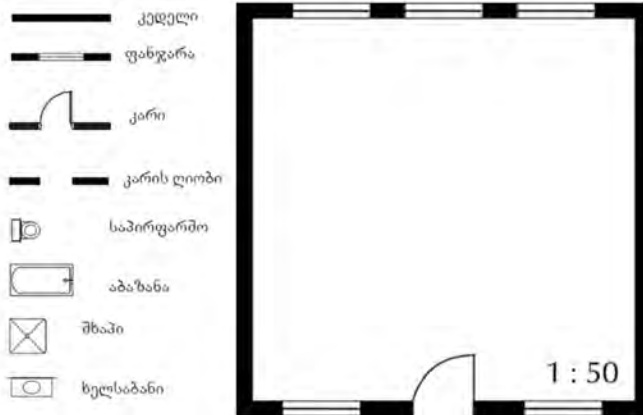 კედელი
ფანჯარა
კარი
კარის ღიობი
საპირფარეშო
აბაზანა
შხაპი
ხელსაბანი
1 : 50